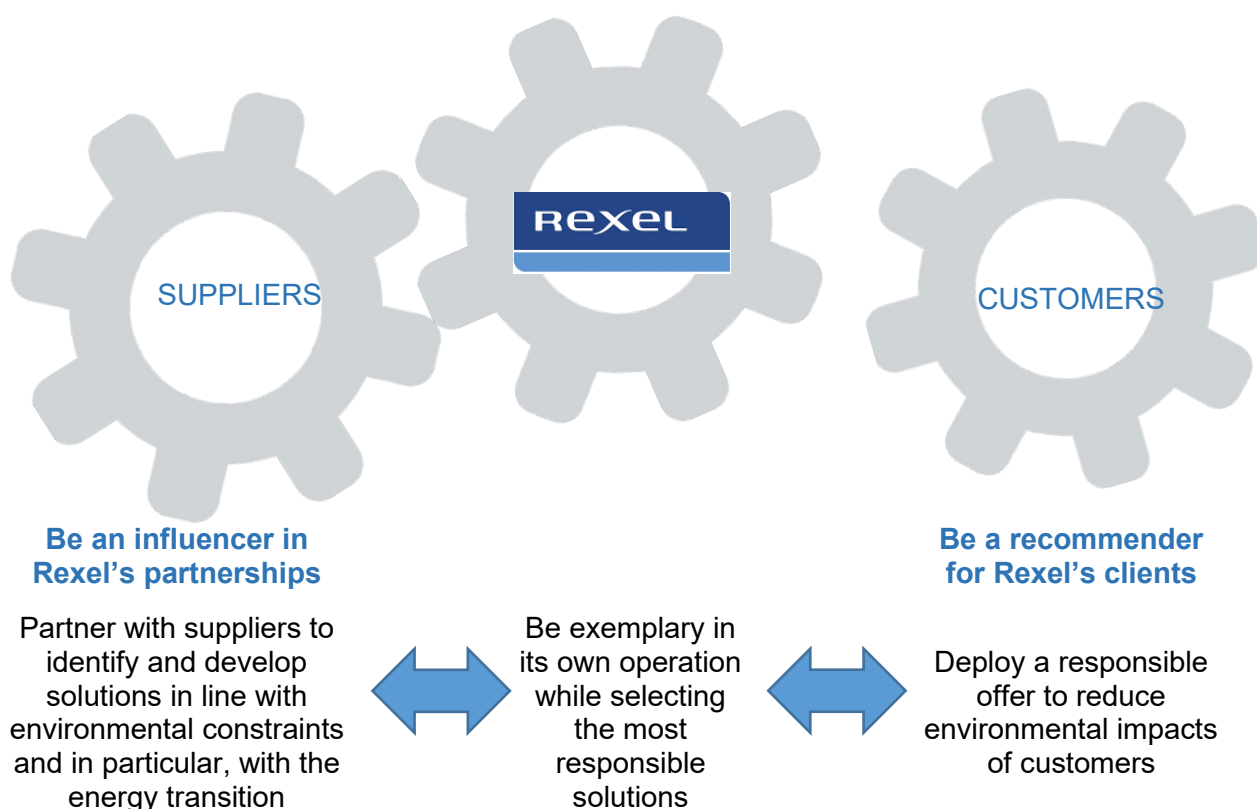 REXEL
SUPPLIERS
CUSTOMERS
Be an influencer in
Rexel’s partnerships
Partner with suppliers to
identify and develop
solutions in line with
environmental constraints
and in particular, with the
energy transition
Be exemplary in
its own operation
while selecting
the most
responsible
solutions
Be a recommender
for Rexel’s clients
Deploy a responsible
offer to reduce
environmental impacts
of customers